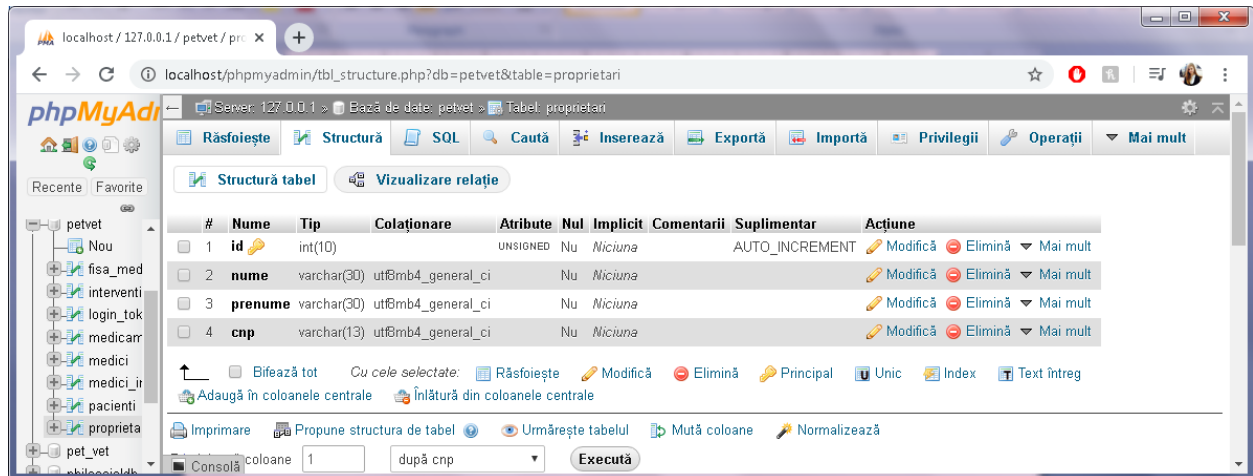 localhost / 127.0.0.1 / petvet / pro
localhost/phpmyadmin/tbl_structure.php?db=petvet&table=proprietari
phpMyAdr
Recente Favorite
petvet
Nou
fisa_med
interventi
login_tok
medicam
medici
medici_ir
pacienti
proprieta
pet_vet
Server: 127.0.0.1 » Bază de date: petvet » Tabel: proprietari
Răsfoiește Structură SQL Caută Inserează Exportă Importă Privilegii Operații Mai mult
Structură tabel Vizualizare relație
# Nume Tip Colaționare Atribute Nul Implicit Comentarii Suplimentar Acțiune
1 id int(10) UNSIGNED Nu Niciuna AUTO_INCREMENT Modifică Elimină Mai mult
2 nume varchar(30) utf8mb4_general_ci Nu Niciuna Modifică Elimină Mai mult
3 prenume varchar(30) utf8mb4_general_ci Nu Niciuna Modifică Elimină Mai mult
4 cnp varchar(13) utf8mb4_general_ci Nu Niciuna Modifică Elimină Mai mult
Bifează tot Cu cele selectate: Răsfoiește Modifică Elimină Principal Unic Index Text întreg
Adaugă în coloanele centrale Înlătură din coloanele centrale
Imprimare Propune structura de tabel Urmărește tabelul Mută coloane Normalizează
coloane 1 după cnp Execută
Consolă